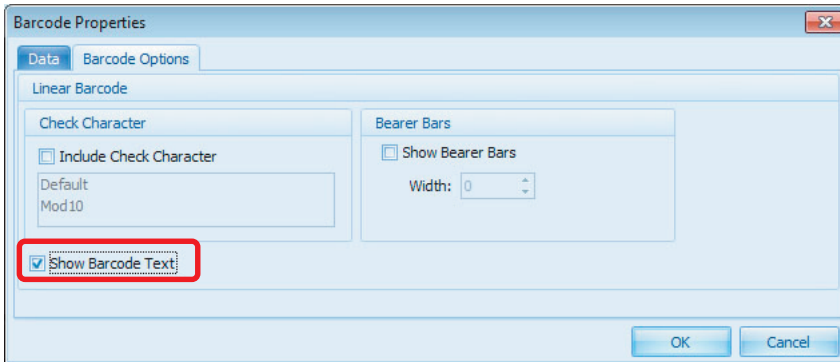 Barcode Properties
Data Barcode Options
Linear Barcode
Check Character
Include Check Character
Default
Mod10
Bearer Bars
Show Bearer Bars
Width: 0
Show Barcode Text
OK Cancel